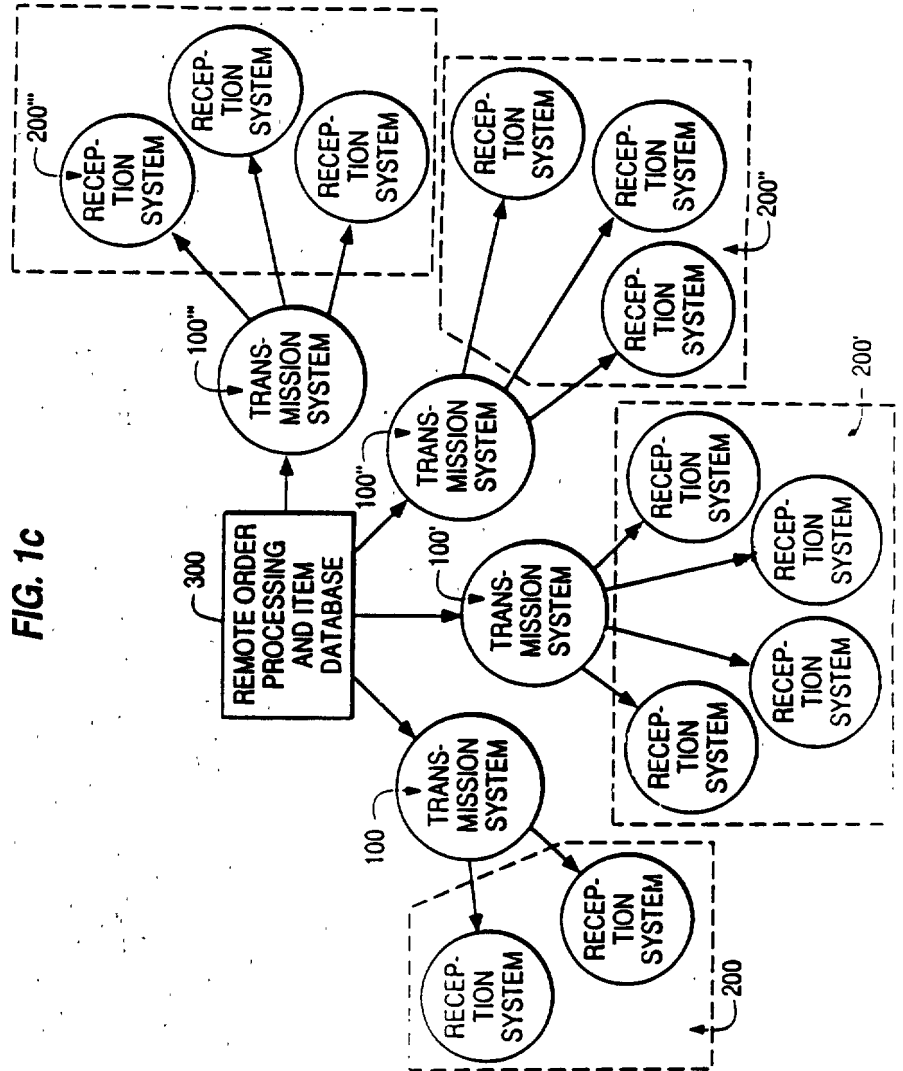 FIG. 1c
300
REMOTE ORDER
PROCESSING
AND ITEM
DATABASE
100
TRANS-
MISSION
SYSTEM
RECEP-
TION
SYSTEM
RECEP-
TION
SYSTEM
200
100'
TRANS-
MISSION
SYSTEM
RECEP-
TION
SYSTEM
RECEP-
TION
SYSTEM
RECEP-
TION
SYSTEM
RECEP-
TION
SYSTEM
200'
100"
TRANS-
MISSION
SYSTEM
RECEP-
TION
SYSTEM
RECEP-
TION
SYSTEM
RECEP-
TION
SYSTEM
200"
100"'
TRANS-
MISSION
SYSTEM
200"'
RECEP-
TION
SYSTEM
RECEP-
TION
SYSTEM
RECEP-
TION
SYSTEM